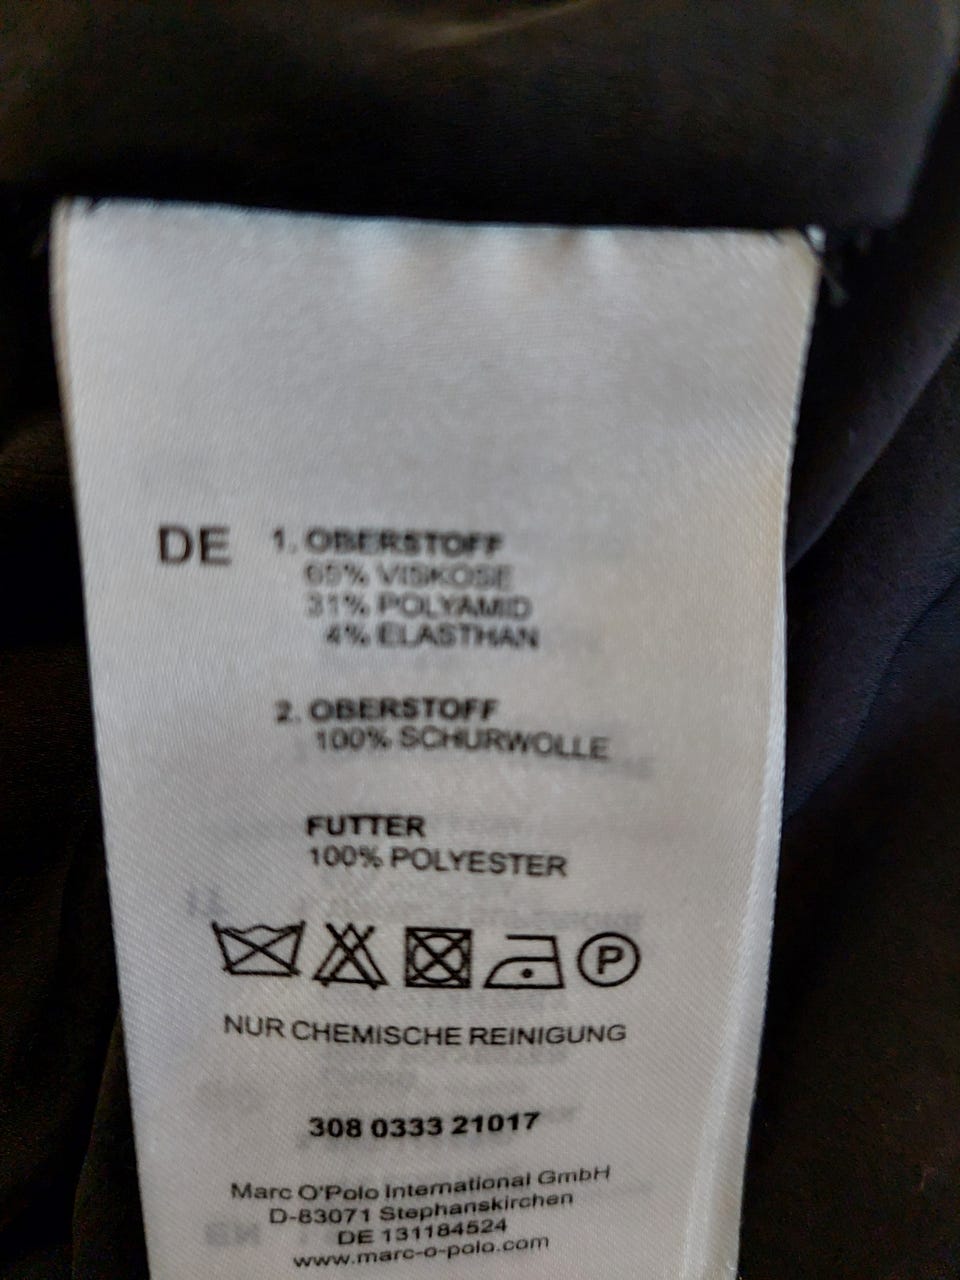 DE 1. OBERSTOFF
65% VISKOSE
31% POLYAMID
4% ELASTHAN
2. OBERSTOFF
100% SCHURWOLLE
FUTTER
100% POLYESTER
P
NUR CHEMISCHE REINIGUNG
308 0333 21017
Marc O'Polo International GmbH
D-83071 Stephanskirchen
DE 131184524
www.marc-o-polo.com